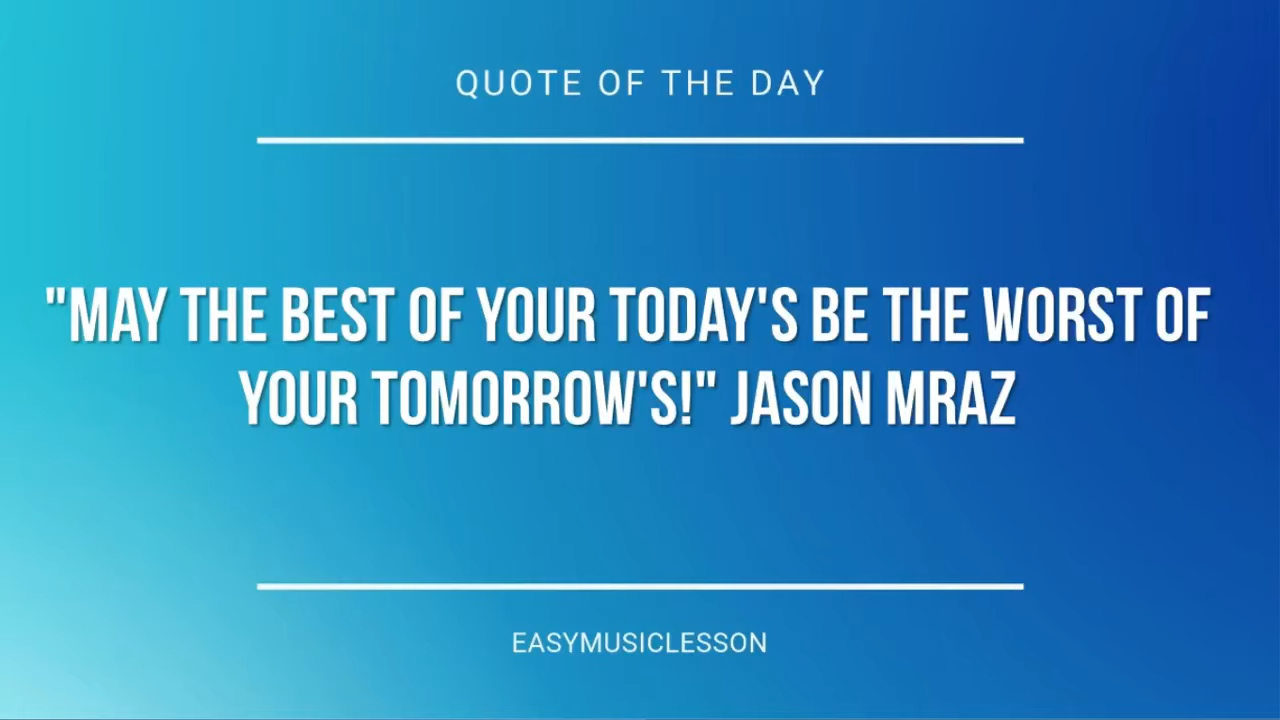 QUOTE OF THE DAY
"MAY THE BEST OF YOUR TODAY'S BE THE WORST OF
YOUR TOMORROW'S!" JASON MRAZ
EASYMUSICLESSON